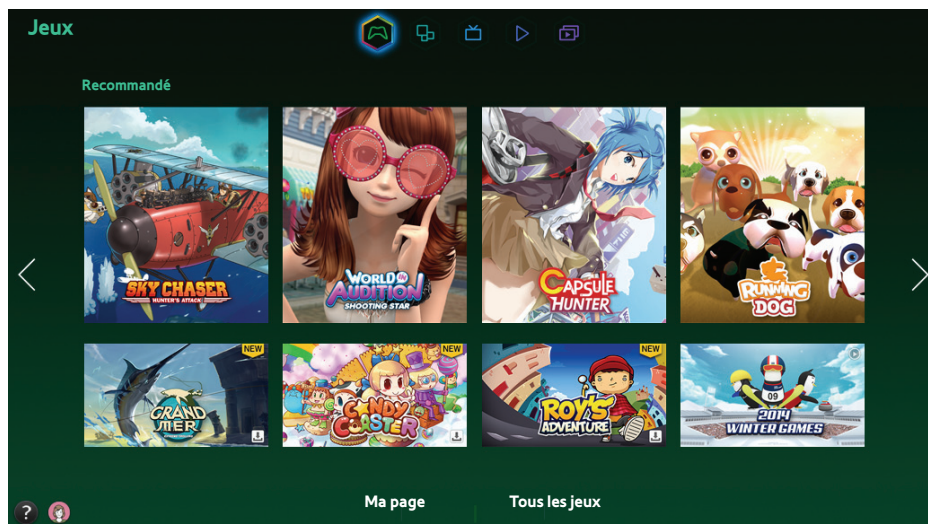 Jeux
Recommandé
SKY CHASER
HUNTER'S ATTACK!
WORLD IN
AUDITION
SHOOTING STAR
CAPSULE
HUNTER
RUNNING
DOG
NEW
GRAND
MER
NEW
CANDY
COASTER
NEW
ROY'S
ADVENTURE
09
2014
WINTER GAMES
Ma page
Tous les jeux
?